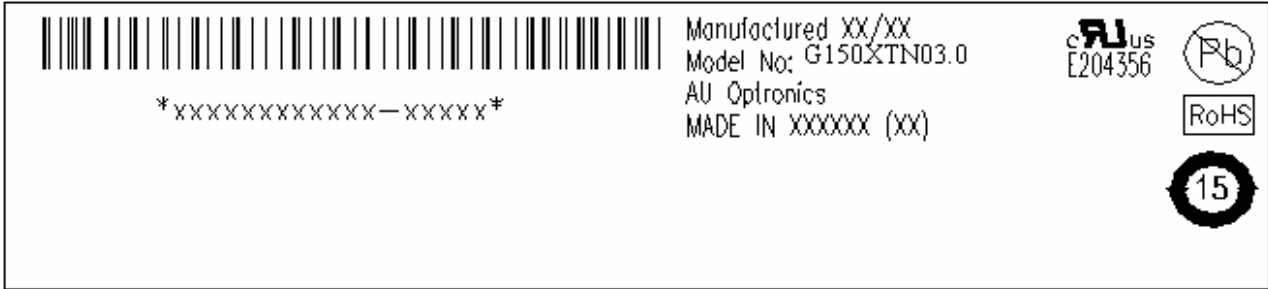 *xxxxxxxxxxxx-xxxxx*
Manufactured XX/XX
Model No: G150XTN03.0
AU Optronics
MADE IN XXXXXX (XX)
cRUus
E204356
Pb
RoHS
15